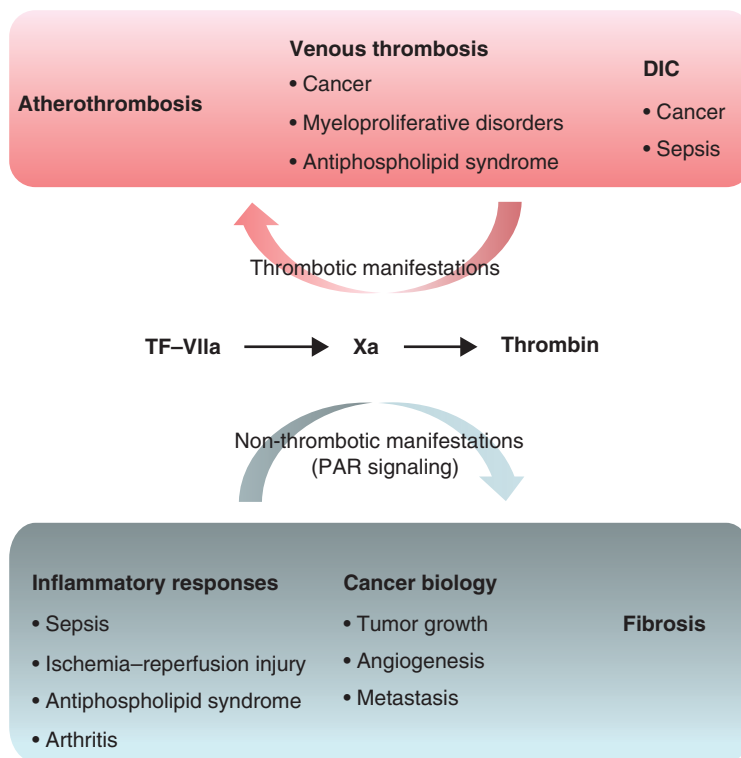 Atherothrombosis
Venous thrombosis
• Cancer
• Myeloproliferative disorders
• Antiphospholipid syndrome
DIC
• Cancer
• Sepsis
Thrombotic manifestations
TF–VIIa
Xa
Thrombin
Non-thrombotic manifestations
(PAR signaling)
Inflammatory responses
• Sepsis
• Ischemia–reperfusion injury
• Antiphospholipid syndrome
• Arthritis
Cancer biology
• Tumor growth
• Angiogenesis
• Metastasis
Fibrosis